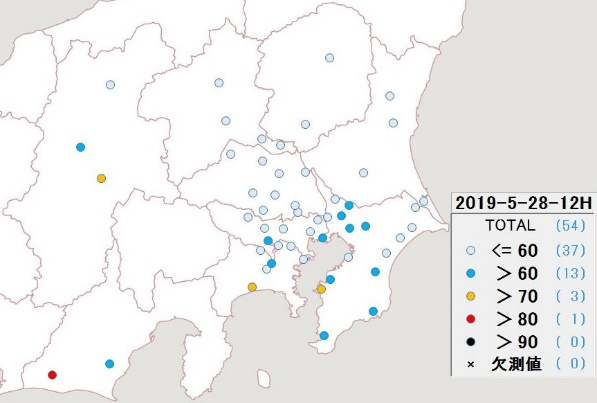 2019-5-28-12H
TOTAL (54)
<= 60 (37)
> 60 (13)
> 70 ( 3)
> 80 ( 1)
> 90 ( 0)
× 欠測値 ( 0)